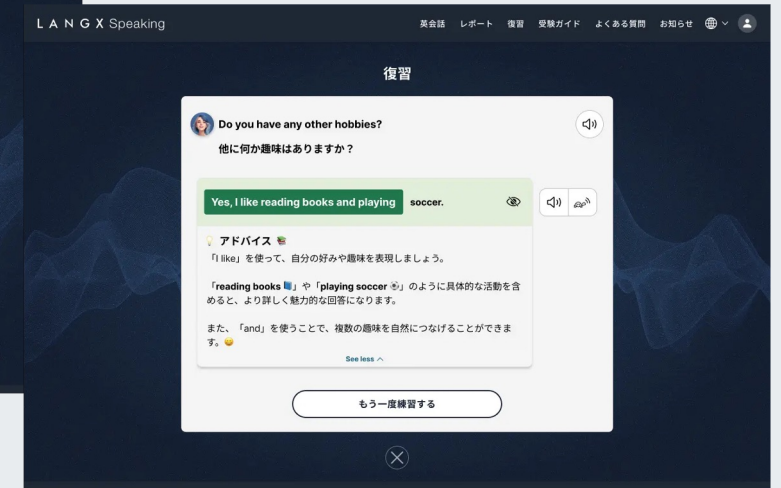 LANGX Speaking
英会話 レポート 復習 受験ガイド よくある質問 お知らせ
復習
Do you have any other hobbies?
他に何か趣味はありますか？
Yes, I like reading books and playing soccer.
アドバイス
「I like」を使って、自分の好みや趣味を表現しましょう。
「reading books📘」や「playing soccer⚽」のように具体的な活動を含
めると、より詳しく魅力的な回答になります。
また、「and」を使うことで、複数の趣味を自然につなげることができま
す。😄
See less
もう一度練習する